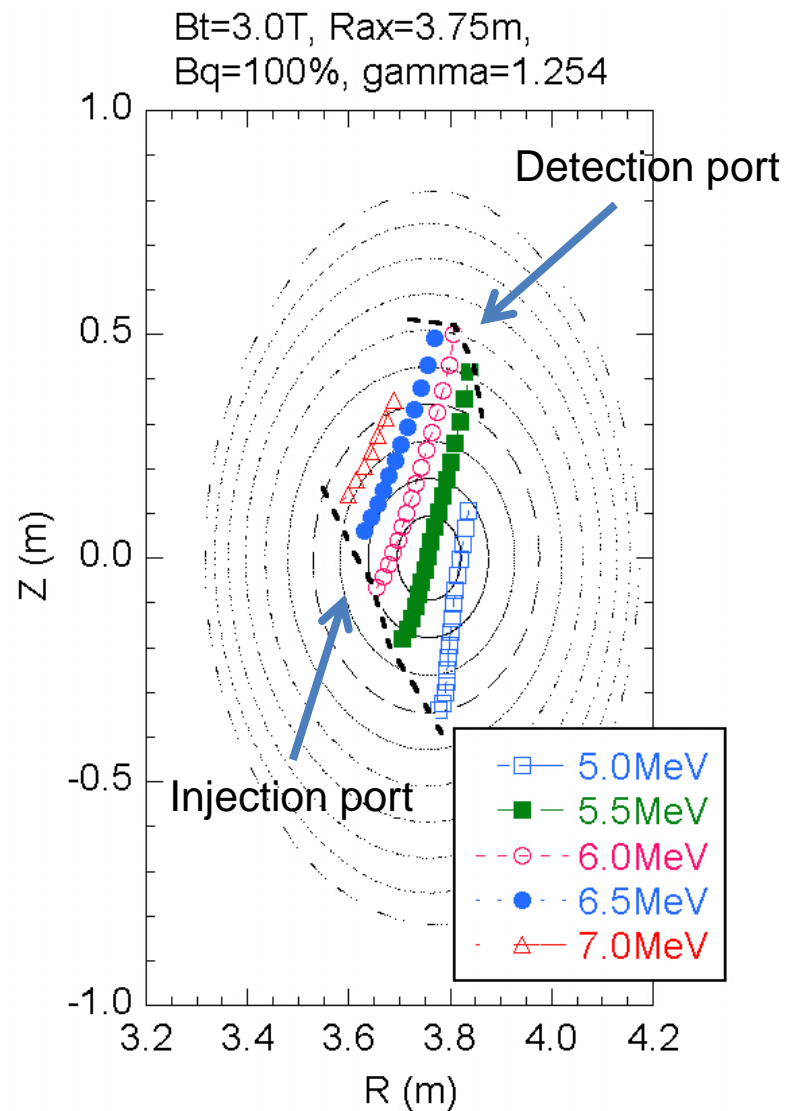 Bt=3.0T, Rax=3.75m,
Bq=100%, gamma=1.254
1.0
Detection port
0.5
0.0
Z (m)
-0.5
Injection port
5.0MeV
5.5MeV
6.0MeV
6.5MeV
7.0MeV
-1.0
3.2 3.4 3.6 3.8 4.0 4.2
R (m)